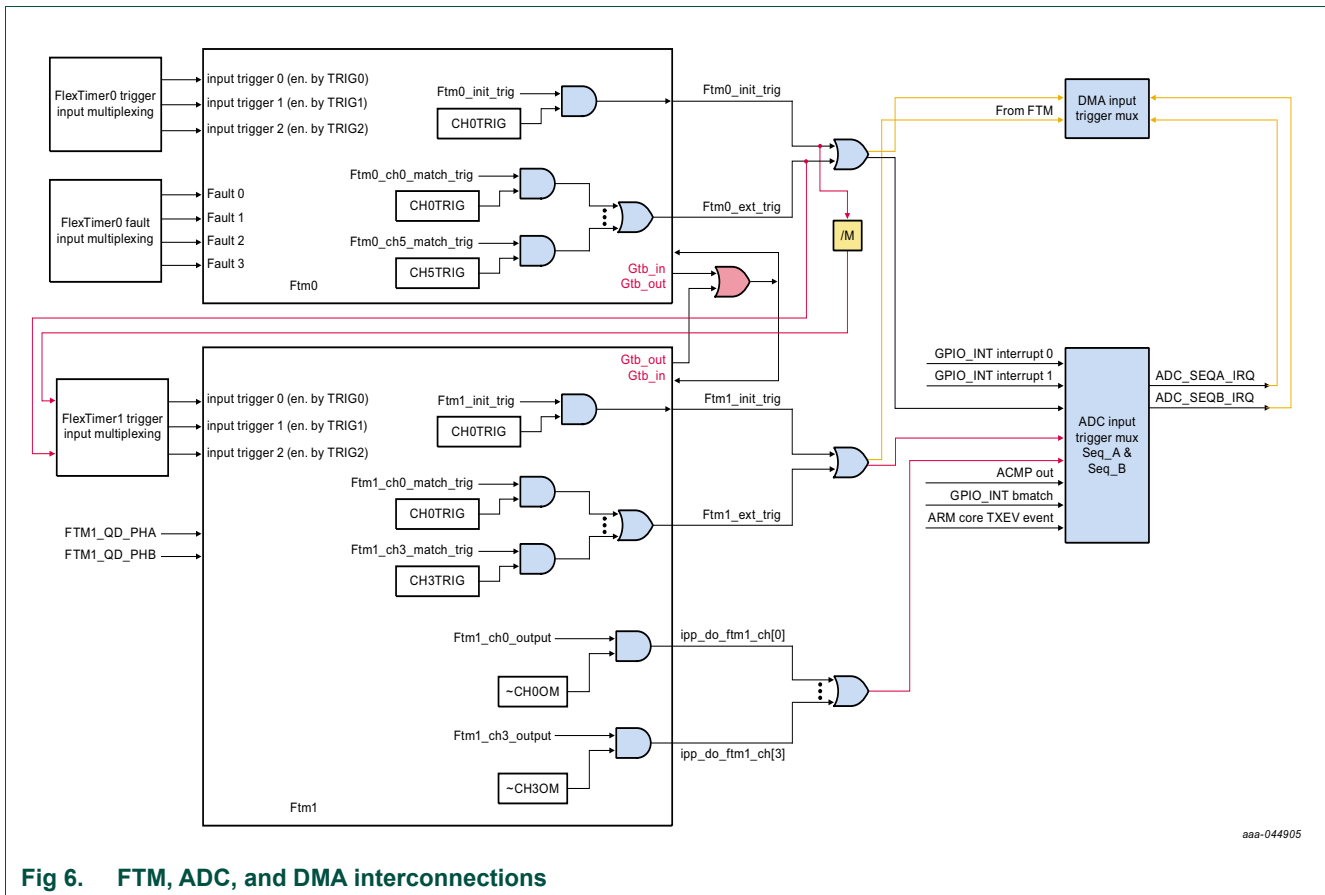 FlexTimer0 trigger
input multiplexing
input trigger 0 (en. by TRIG0)
input trigger 1 (en. by TRIG1)
input trigger 2 (en. by TRIG2)
Ftm0_init_trig
CH0TRIG
Ftm0_init_trig
From FTM
DMA input
trigger mux
FlexTimer0 fault
input multiplexing
Fault 0
Fault 1
Fault 2
Fault 3
Ftm0_ch0_match_trig
CH0TRIG
Ftm0_ch5_match_trig
CH5TRIG
Ftm0_ext_trig
/M
Gtb_in
Gtb_out
Ftm0
Gtb_out
Gtb_in
FlexTimer1 trigger
input multiplexing
input trigger 0 (en. by TRIG0)
input trigger 1 (en. by TRIG1)
input trigger 2 (en. by TRIG2)
Ftm1_init_trig
CH0TRIG
Ftm1_init_trig
Ftm1_ch0_match_trig
CH0TRIG
Ftm1_ch3_match_trig
CH3TRIG
Ftm1_ext_trig
FTM1_QD_PHA
FTM1_QD_PHB
GPIO_INT interrupt 0
GPIO_INT interrupt 1
ADC input
trigger mux
Seq_A &
Seq_B
ADC_SEQA_IRQ
ADC_SEQB_IRQ
ACMP out
GPIO_INT bmatch
ARM core TXEV event
Ftm1_ch0_output
~CH0OM
ipp_do_ftm1_ch[0]
Ftm1_ch3_output
~CH3OM
ipp_do_ftm1_ch[3]
Ftm1
aaa-044905
Fig 6. FTM, ADC, and DMA interconnections